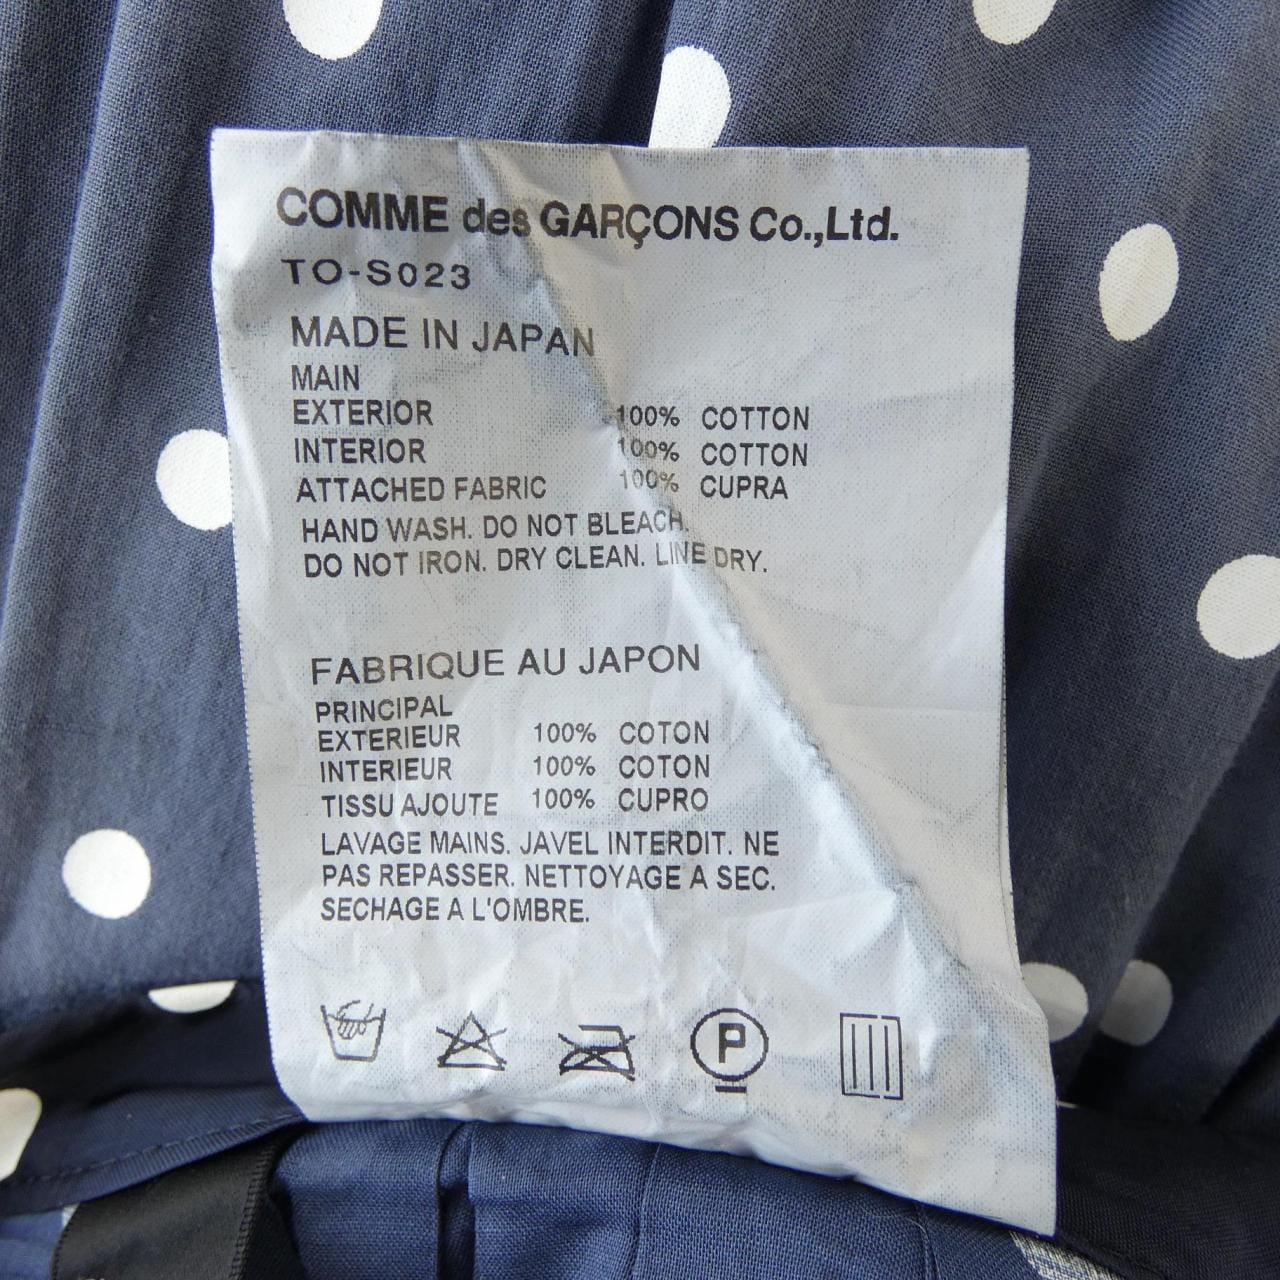 COMME des GARÇONS Co.,Ltd.
TO-S023
MADE IN JAPAN
MAIN
EXTERIOR 100% COTTON
INTERIOR 100% COTTON
ATTACHED FABRIC 100% CUPRA
HAND WASH. DO NOT BLEACH.
DO NOT IRON. DRY CLEAN. LINE DRY.
FABRIQUE AU JAPON
PRINCIPAL
EXTERIEUR 100% COTON
INTERIEUR 100% COTON
TISSU AJOUTE 100% CUPRO
LAVAGE MAINS. JAVEL INTERDIT. NE
PAS REPASSER. NETTOYAGE A SEC.
SECHAGE A L'OMBRE.
P